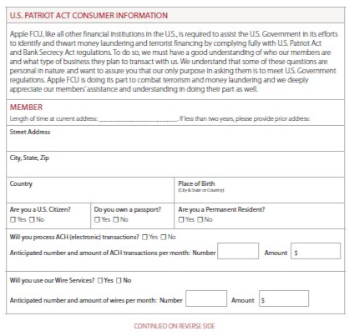 U.S. PATRIOT ACT CONSUMER INFORMATION
Apple FCU, like all other financial institutions in the U.S., is required to assist the U.S. Government in its efforts
to identify and thwart money laundering and terrorist financing by complying fully with U.S. Patriot Act
and Bank Secrecy Act regulations. To do so, we must have a good understanding of who our members are
and what type of business they plan to transact with us. We understand that some of these questions are
personal in nature and want to assure you that our only purpose in asking them is to meet U.S. Government
regulations. Apple FCU is doing its part to combat terrorism and money laundering and we deeply
appreciate our members' assistance and understanding in doing their part as well.
MEMBER
Length of time at current address: ____________________. If less than two years, please provide prior address:
Street Address
City, State, Zip
Country Place of Birth
(City & State or Country)
Are you a U.S. Citizen? Do you own a passport? Are you a Permanent Resident?
☐ Yes ☐ No ☐ Yes ☐ No ☐ Yes ☐ No
Will you process ACH (electronic) transactions? ☐ Yes ☐ No
Anticipated number and amount of ACH transactions per month: Number Amount $
Will you use our Wire Services? ☐ Yes ☐ No
Anticipated number and amount of wires per month: Number Amount $
CONTINUED ON REVERSE SIDE